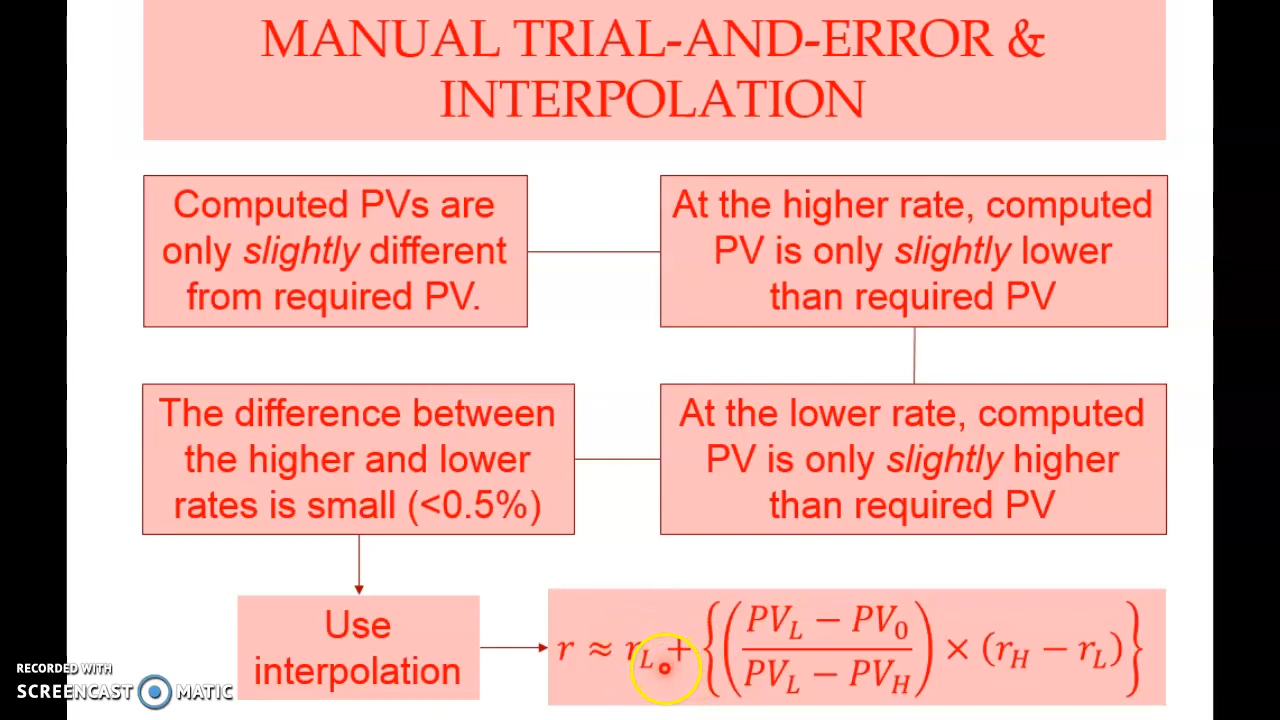 MANUAL TRIAL-AND-ERROR &
INTERPOLATION
Computed PVs are
only slightly different
from required PV.
At the higher rate, computed
PV is only slightly lower
than required PV
At the lower rate, computed
PV is only slightly higher
than required PV
The difference between
the higher and lower
rates is small (<0.5%)
Use
interpolation
r ≈ r_L + {((PV_L − PV_0)/(PV_L − PV_H)) × (r_H − r_L)}
RECORDED WITH
SCREENCAST MATIC